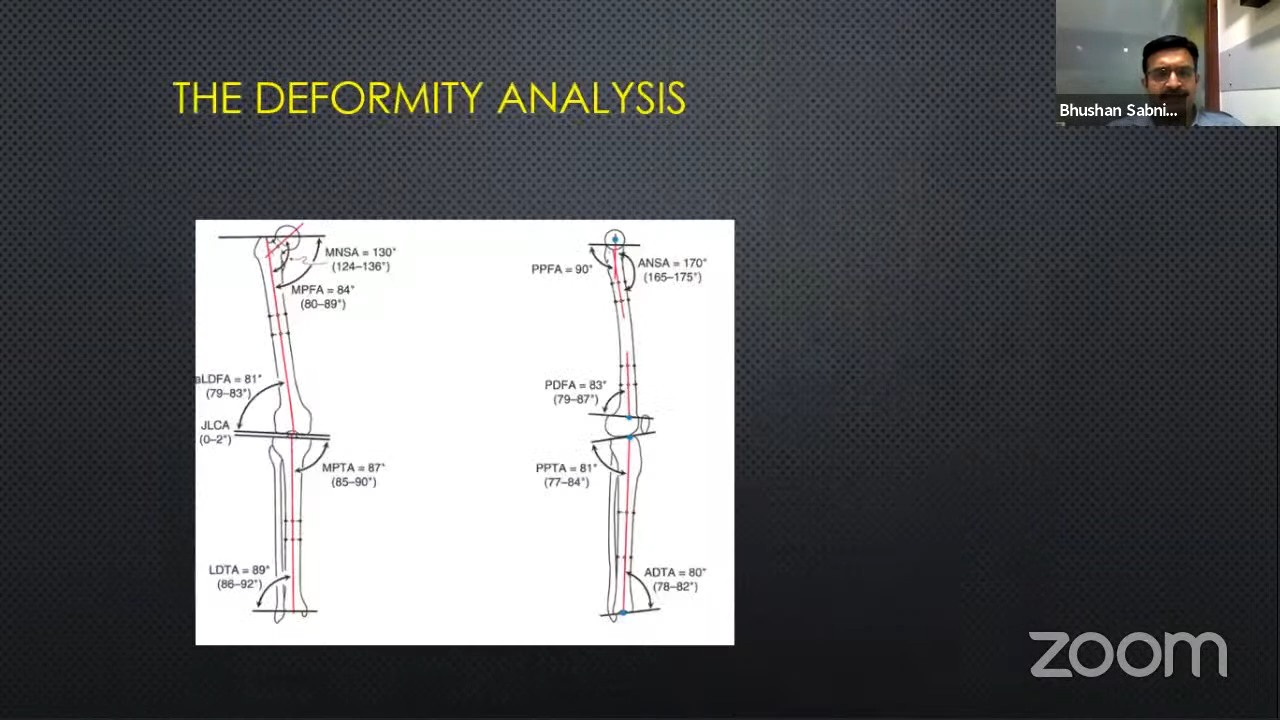 THE DEFORMITY ANALYSIS
Bhushan Sabni...
MNSA = 130°
(124–136°)
MPFA = 84°
(80–89°)
aLDFA = 81°
(79–83°)
JLCA
(0–2°)
MPTA = 87°
(85–90°)
LDTA = 89°
(86–92°)
PPFA = 90°
ANSA = 170°
(165–175°)
PDFA = 83°
(79–87°)
PPTA = 81°
(77–84°)
ADTA = 80°
(78–82°)
zoom